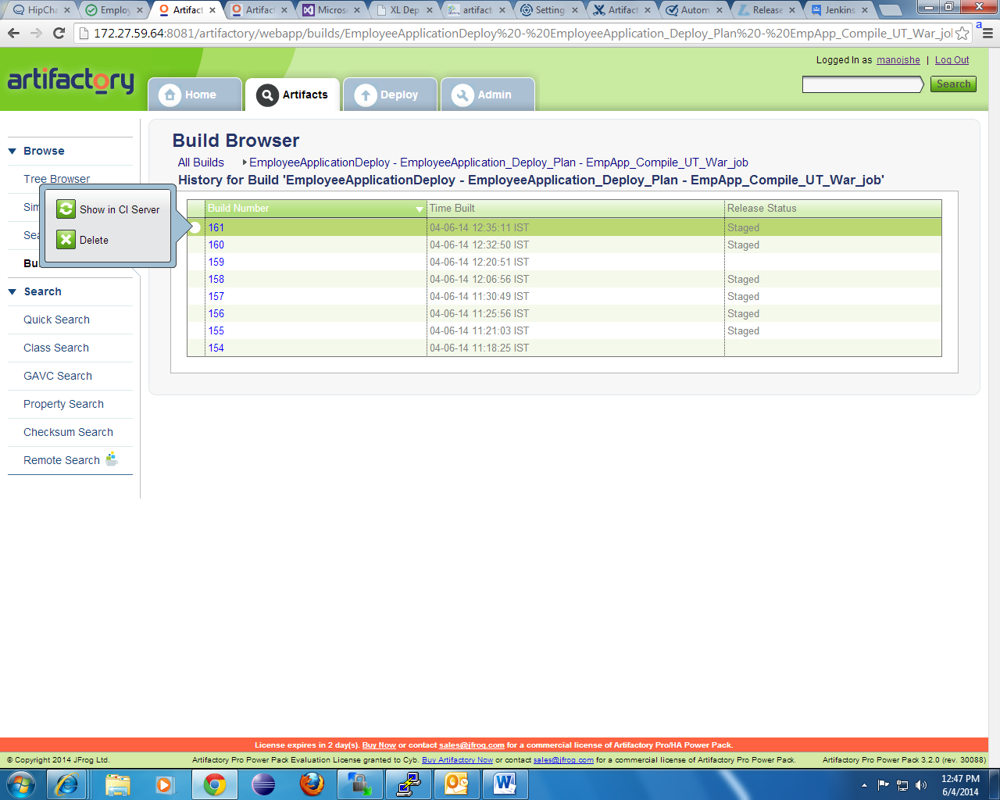 HipCha
Employ
Artifact
Artifact
Microso
XL Dep
artifact
Setting
Artifact
Autom
Release
Jenkins
172.27.59.64:8081/artifactory/webapp/builds/EmployeeApplicationDeploy%20-%20EmployeeApplication_Deploy_Plan%20-%20EmpApp_Compile_UT_War_jol
a
Logged In as manojshe | Log Out
artifactory
Home
Artifacts
Deploy
Admin
Search
Browse
Tree Browser
Sim
Sea
Bui
Show in CI Server
Delete
Search
Quick Search
Class Search
GAVC Search
Property Search
Checksum Search
Remote Search
Build Browser
All Builds EmployeeApplicationDeploy - EmployeeApplication_Deploy_Plan - EmpApp_Compile_UT_War_job
History for Build 'EmployeeApplicationDeploy - EmployeeApplication_Deploy_Plan - EmpApp_Compile_UT_War_job'
Build Number Time Built Release Status
161 04-06-14 12:35:11 IST Staged
160 04-06-14 12:32:50 IST Staged
159 04-06-14 12:20:51 IST
158 04-06-14 12:06:56 IST Staged
157 04-06-14 11:30:49 IST Staged
156 04-06-14 11:25:56 IST Staged
155 04-06-14 11:21:03 IST Staged
154 04-06-14 11:18:25 IST
License expires in 2 day(s). Buy Now or contact sales@jfrog.com for a commercial license of Artifactory Pro/HA Power Pack.
© Copyright 2014 JFrog Ltd.
Artifactory Pro Power Pack Evaluation License granted to Cyb. Buy Artifactory Now or contact sales@jfrog.com for a commercial license of Artifactory Pro Power Pack.
Artifactory Pro Power Pack 3.2.0 (rev. 30088)
12:47 PM
6/4/2014